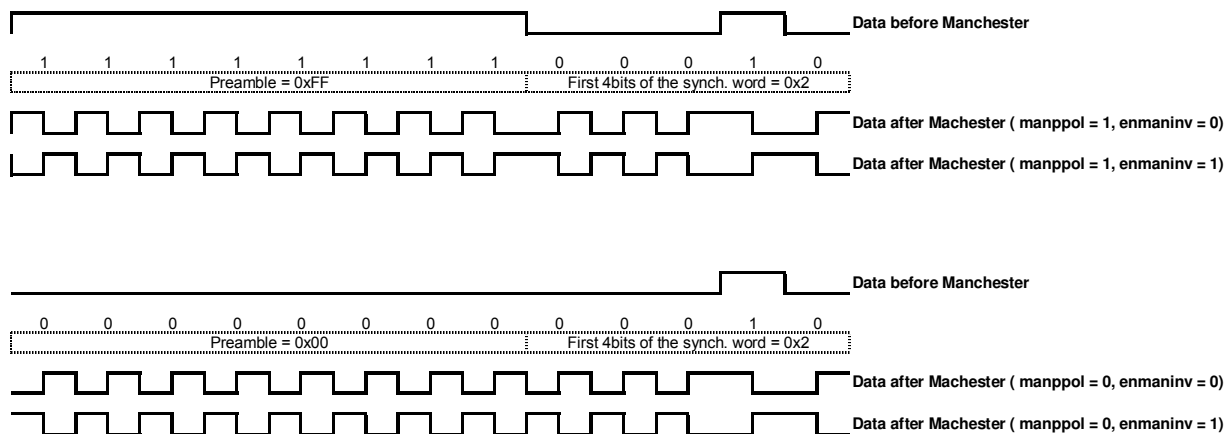 Data before Manchester
1 1 1 1 1 1 1 1 0 0 0 1 0
Preamble = 0xFF First 4bits of the synch. word = 0x2
Data after Machester ( manppol = 1, enmaninv = 0)
Data after Machester ( manppol = 1, enmaninv = 1)
Data before Manchester
0 0 0 0 0 0 0 0 0 0 0 1 0
Preamble = 0x00 First 4bits of the synch. word = 0x2
Data after Machester ( manppol = 0, enmaninv = 0)
Data after Machester ( manppol = 0, enmaninv = 1)